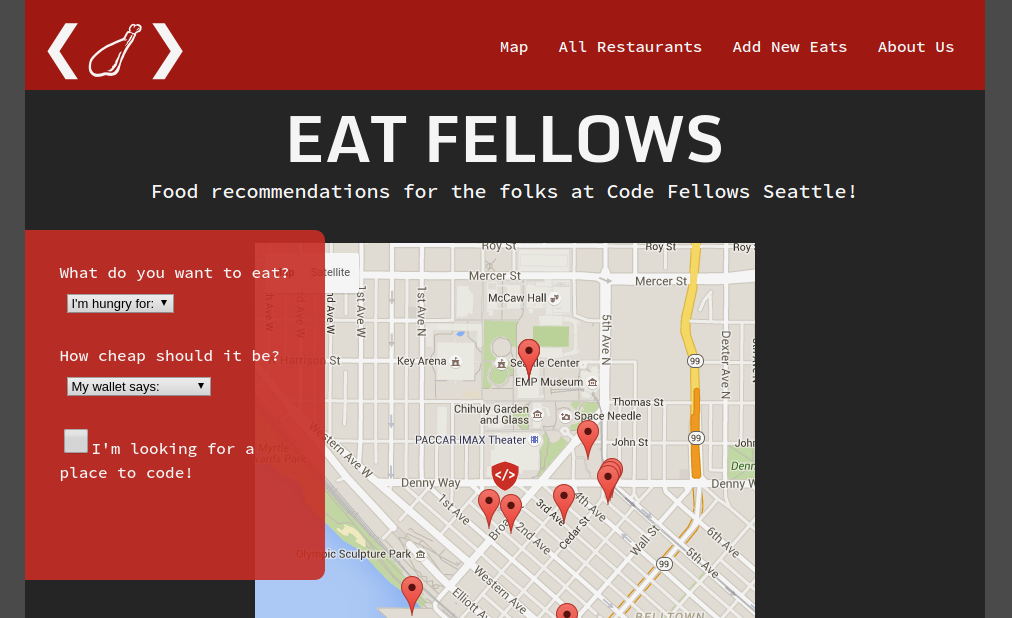 Map All Restaurants Add New Eats About Us
EAT FELLOWS
Food recommendations for the folks at Code Fellows Seattle!
What do you want to eat?
I'm hungry for:
How cheap should it be?
My wallet says:
I'm looking for a
place to code!
Satellite
Roy St
Roy St
Roy
Mercer St
Mercer St
McCaw Hall
1st Ave W
1st Ave N
5th Ave N
Dexter Ave N
Harrison St
Key Arena
Seattle Center
99
EMP Museum
Thomas St
Chihuly Garden
and Glass
Space Needle
PACCAR IMAX Theater
John St
99
John
Western Ave W
Denn
</>
Denny Way
Denny W
1st Ave
Broa
2nd Ave
3rd Ave
4th Ave
Cedar St
Wall St
6th Ave
5th Ave
99
Olympic Sculpture Park
Western Ave
Elliott Av
BELLTOWN